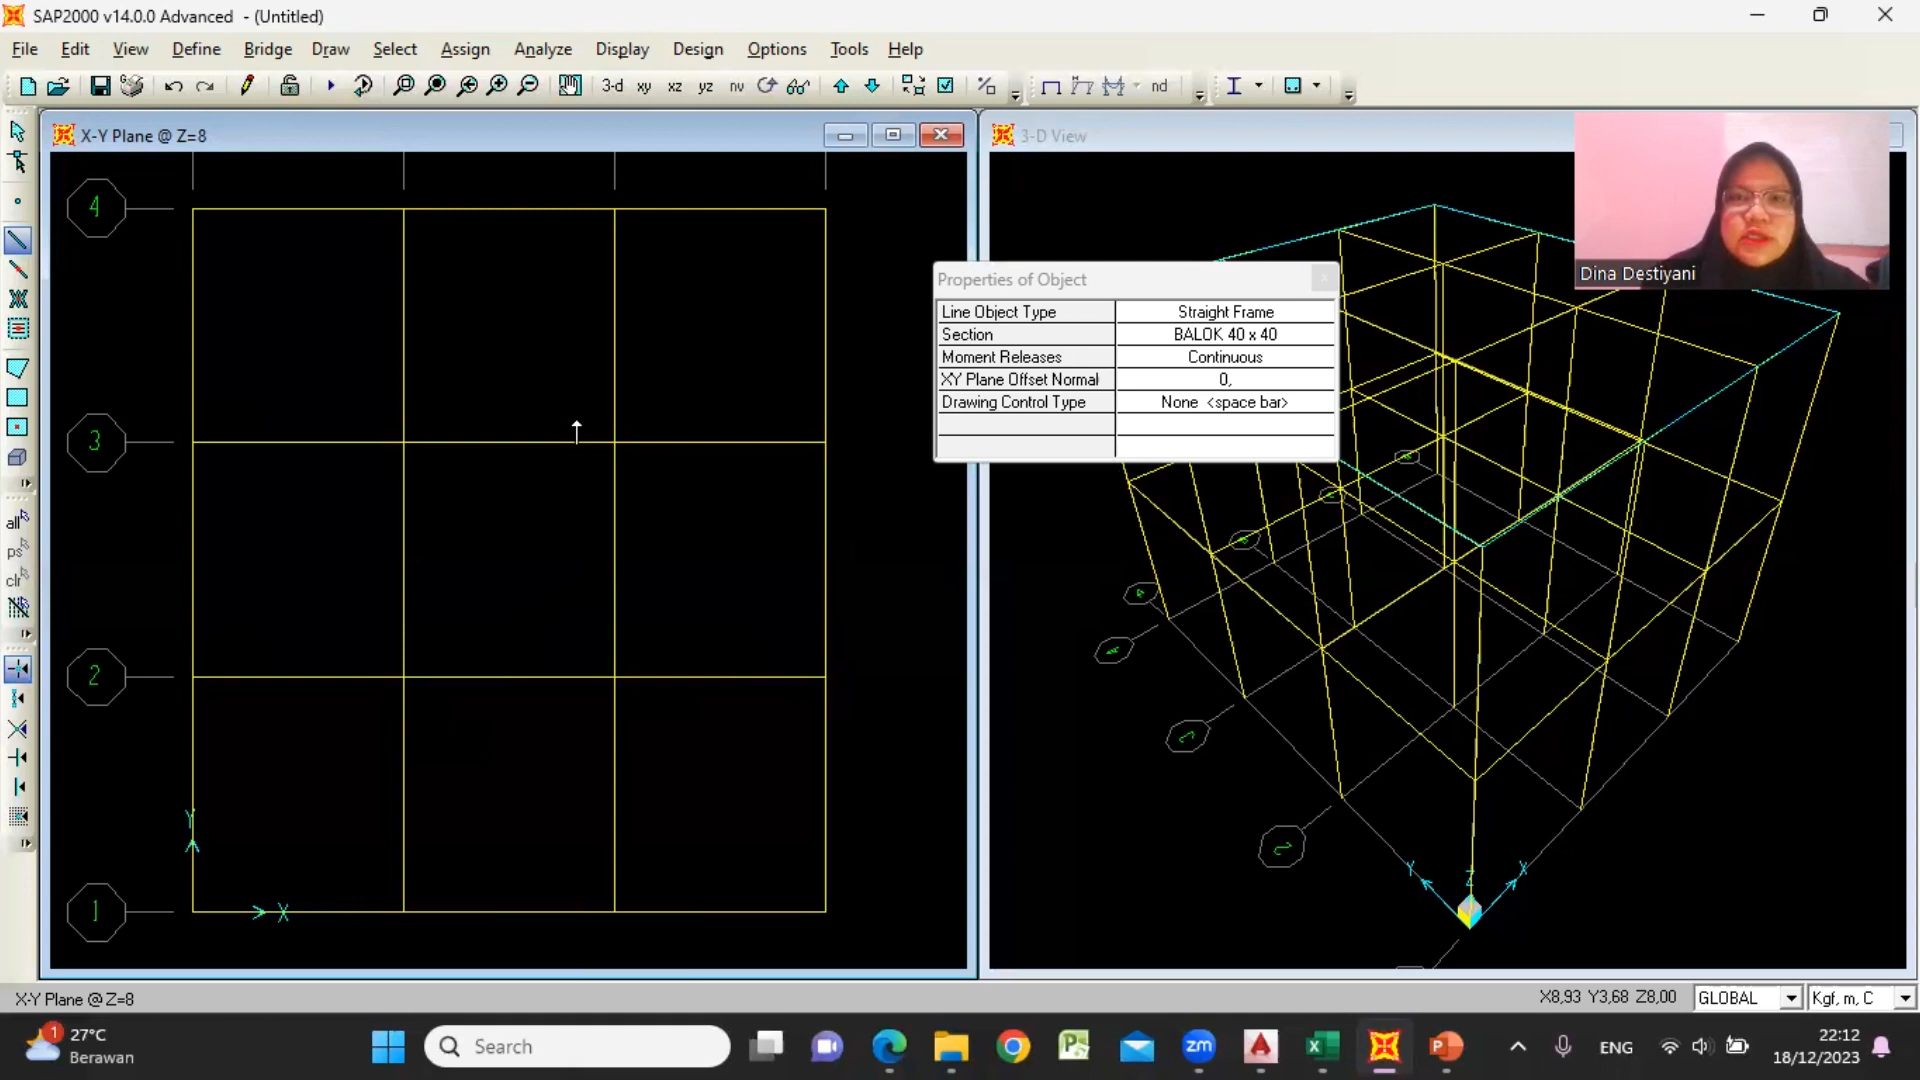 SAP2000 v14.0.0 Advanced - (Untitled)
File Edit View Define Bridge Draw Select Assign Analyze Display Design Options Tools Help
3-d xy xz yz nv nd
X-Y Plane @ Z=8
3-D View
Dina Destiyani
4
3
2
1
Y
X
Properties of Object
Line Object Type Straight Frame
Section BALOK 40 x 40
Moment Releases Continuous
XY Plane Offset Normal 0,
Drawing Control Type None <space bar>
all
ps
clr
Y Z X
X-Y Plane @ Z=8
X8,93 Y3,68 Z8,00
GLOBAL
Kgf, m, C
1
27°C
Berawan
Search
zm
ENG
22:12
18/12/2023